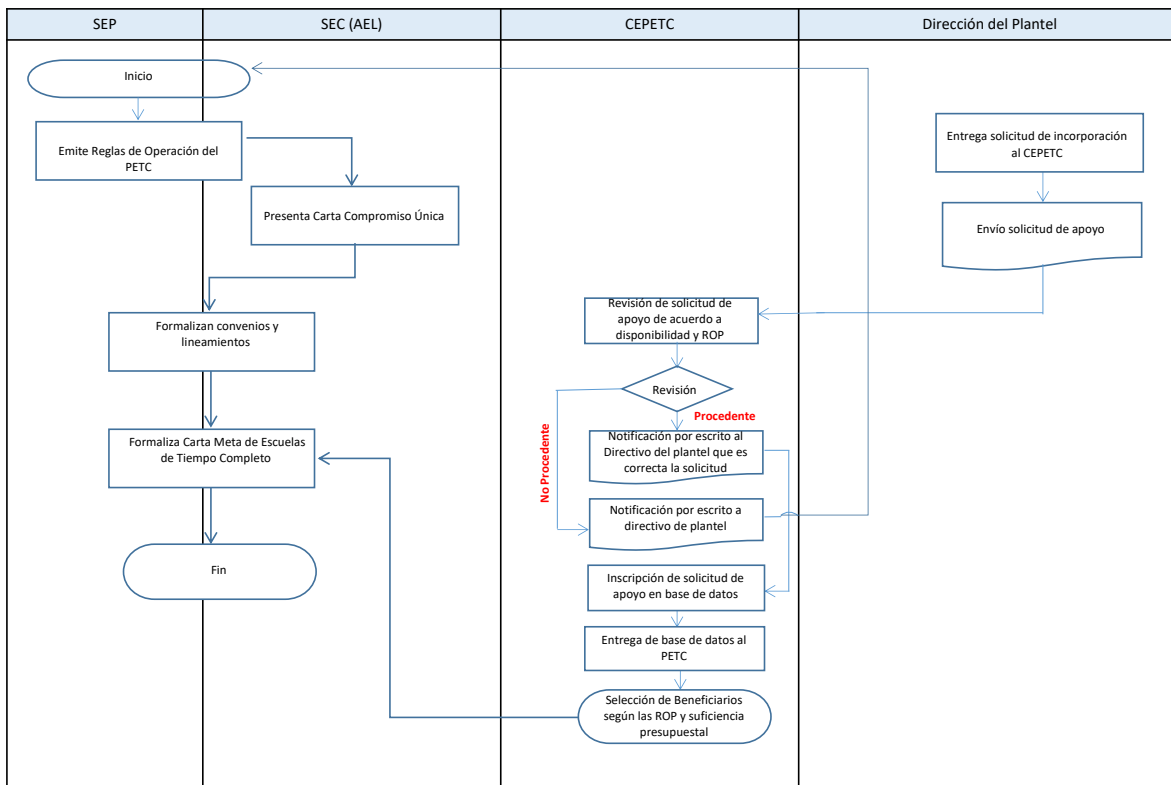 SEP
SEC (AEL)
CEPETC
Dirección del Plantel
Inicio
Emite Reglas de Operación del
PETC
Presenta Carta Compromiso Única
Formalizan convenios y
lineamientos
Formaliza Carta Meta de Escuelas
de Tiempo Completo
Fin
Entrega solicitud de incorporación
al CEPETC
Envío solicitud de apoyo
Revisión de solicitud de
apoyo de acuerdo a
disponibilidad y ROP
Revisión
Procedente
No Procedente
Notificación por escrito al
Directivo del plantel que es
correcta la solicitud
Notificación por escrito a
directivo de plantel
Inscripción de solicitud de
apoyo en base de datos
Entrega de base de datos al
PETC
Selección de Beneficiarios
según las ROP y suficiencia
presupuestal